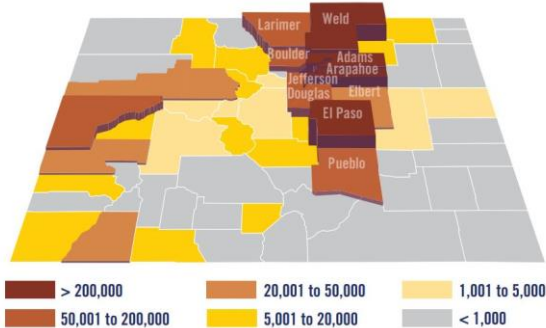 Larimer
Weld
Boulder
Adams
Arapahoe
Jefferson
Douglas
Elbert
El Paso
Pueblo
> 200,000
20,001 to 50,000
1,001 to 5,000
50,001 to 200,000
5,001 to 20,000
< 1,000